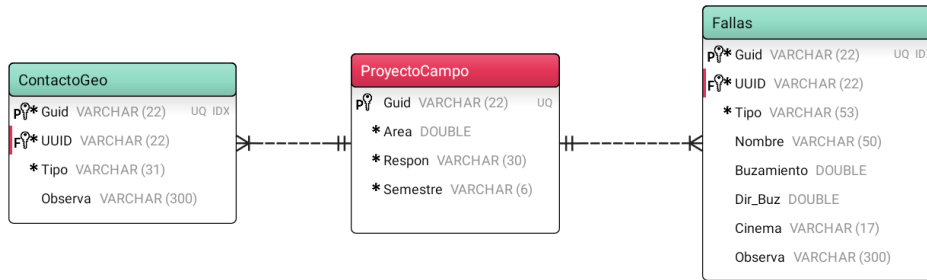 ContactoGeo
P* Guid VARCHAR (22) UQ IDX
F* UUID VARCHAR (22)
* Tipo VARCHAR (31)
Observa VARCHAR (300)
ProyectoCampo
P Guid VARCHAR (22) UQ
* Area DOUBLE
* Respon VARCHAR (30)
* Semestre VARCHAR (6)
Fallas
P* Guid VARCHAR (22) UQ IDX
F* UUID VARCHAR (22)
* Tipo VARCHAR (53)
Nombre VARCHAR (50)
Buzamiento DOUBLE
Dir_Buz DOUBLE
Cinema VARCHAR (17)
Observa VARCHAR (300)